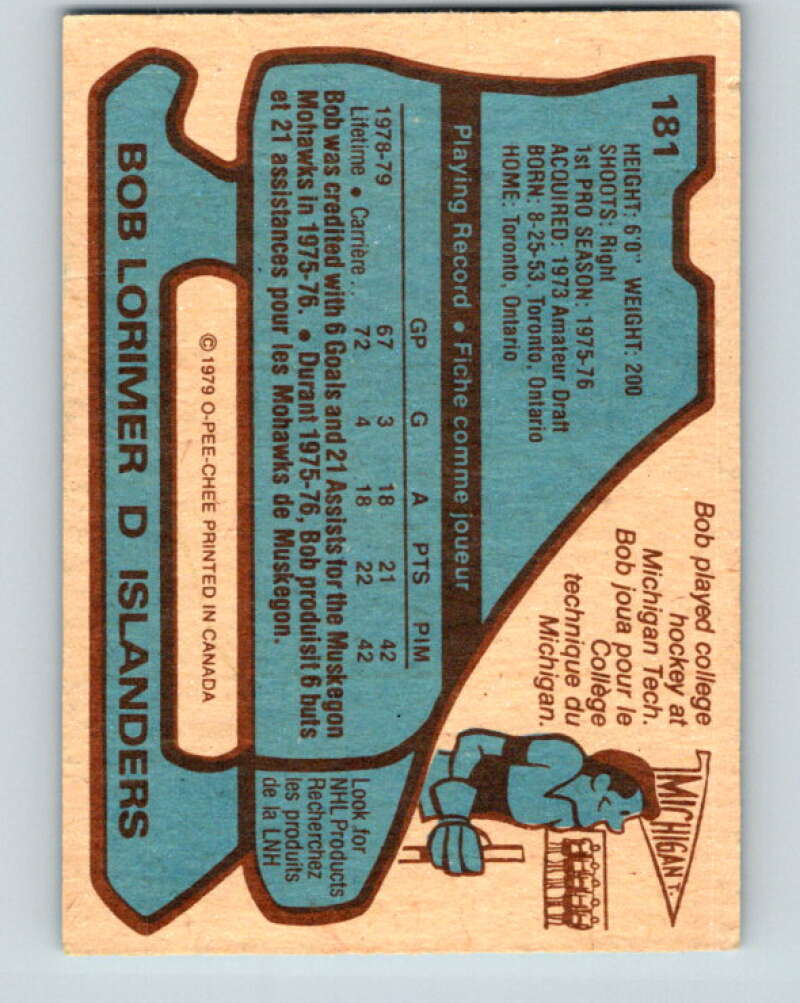 181
HEIGHT: 6'0" WEIGHT: 200
SHOOTS: Right
1st PRO SEASON: 1975-76
ACQUIRED: 1973 Amateur Draft
BORN: 8-25-53, Toronto, Ontario
HOME: Toronto, Ontario
Bob played college
hockey at
Michigan Tech.
Bob joua pour le
Collège
technique du
Michigan.
MICHIGAN T.
Playing Record • Fiche comme joueur
GP G A PTS PIM
1978-79 67 3 18 21 42
Lifetime • Carrière .. 72 4 18 22 42
Bob was credited with 6 Goals and 21 Assists for the Muskegon
Mohawks in 1975-76. • Durant 1975-76, Bob produisit 6 buts
et 21 assistances pour les Mohawks de Muskegon.
Look for
NHL Products
Recherchez
les produits
de la LNH
© 1979 O-PEE-CHEE PRINTED IN CANADA
BOB LORIMER D ISLANDERS